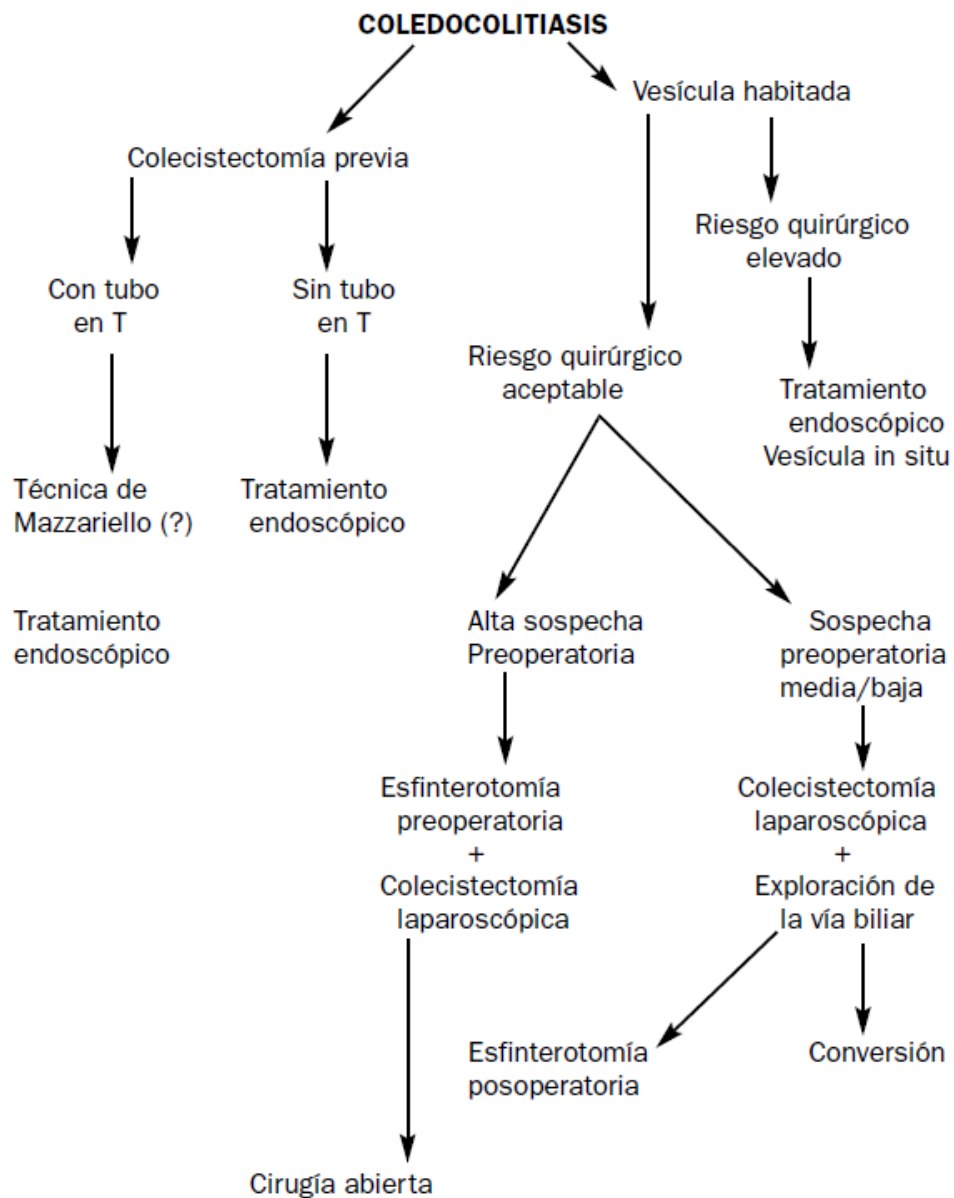 COLEDOCOLITIASIS
Vesícula habitada
Colecistectomía previa
Riesgo quirúrgico
elevado
Con tubo
en T
Sin tubo
en T
Riesgo quirúrgico
aceptable
Tratamiento
endoscópico
Vesícula in situ
Técnica de
Mazzariello (?)
Tratamiento
endoscópico
Tratamiento
endoscópico
Alta sospecha
Preoperatoria
Sospecha
preoperatoria
media/baja
Esfinterotomía
preoperatoria
+
Colecistectomía
laparoscópica
Colecistectomía
laparoscópica
+
Exploración de
la vía biliar
Esfinterotomía
posoperatoria
Conversión
Cirugía abierta